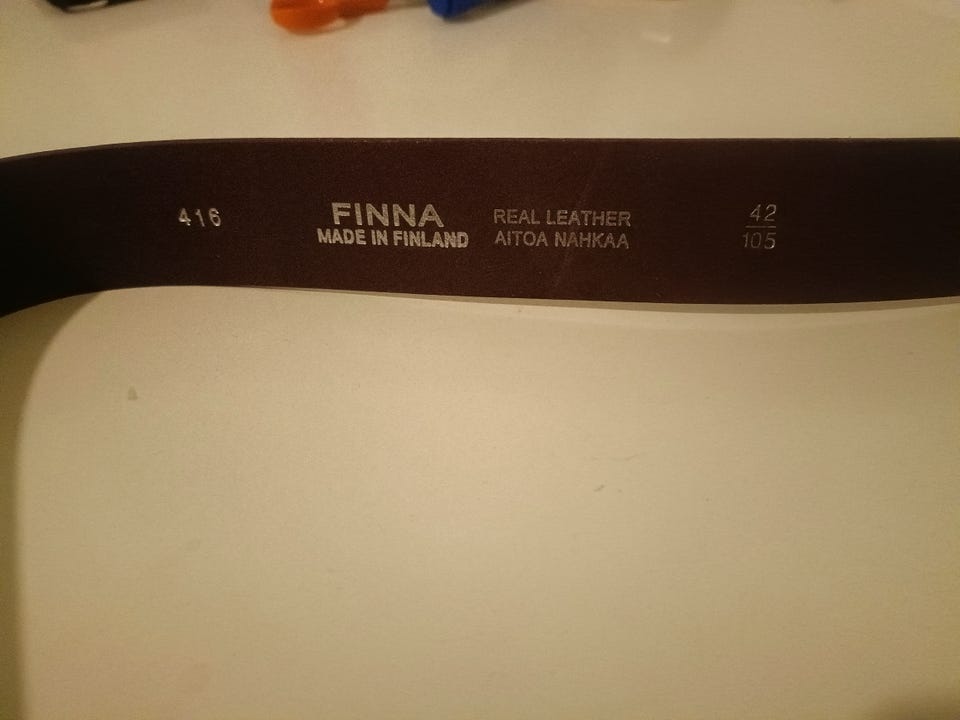 416
FINNA
MADE IN FINLAND
REAL LEATHER
AITOA NAHKAA
42
105